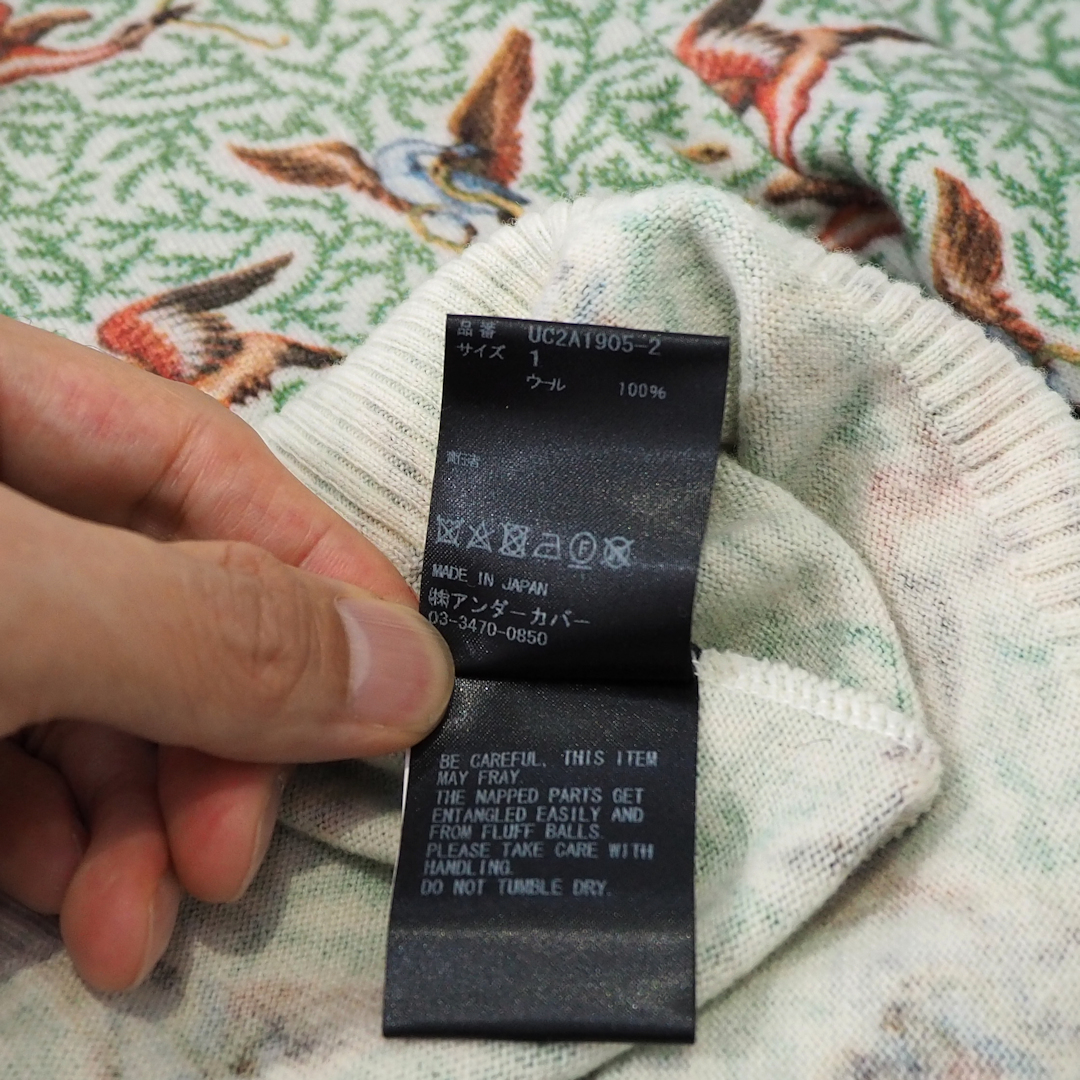 品番 UC2A1905-2
サイズ 1
ウール 100%
MADE IN JAPAN
㈱アンダーカバー
03-3470-0850
BE CAREFUL, THIS ITEM
MAY FRAY.
THE NAPPED PARTS GET
ENTANGLED EASILY AND
FROM FLUFF BALLS.
PLEASE TAKE CARE WITH
HANDLING.
DO NOT TUMBLE DRY.